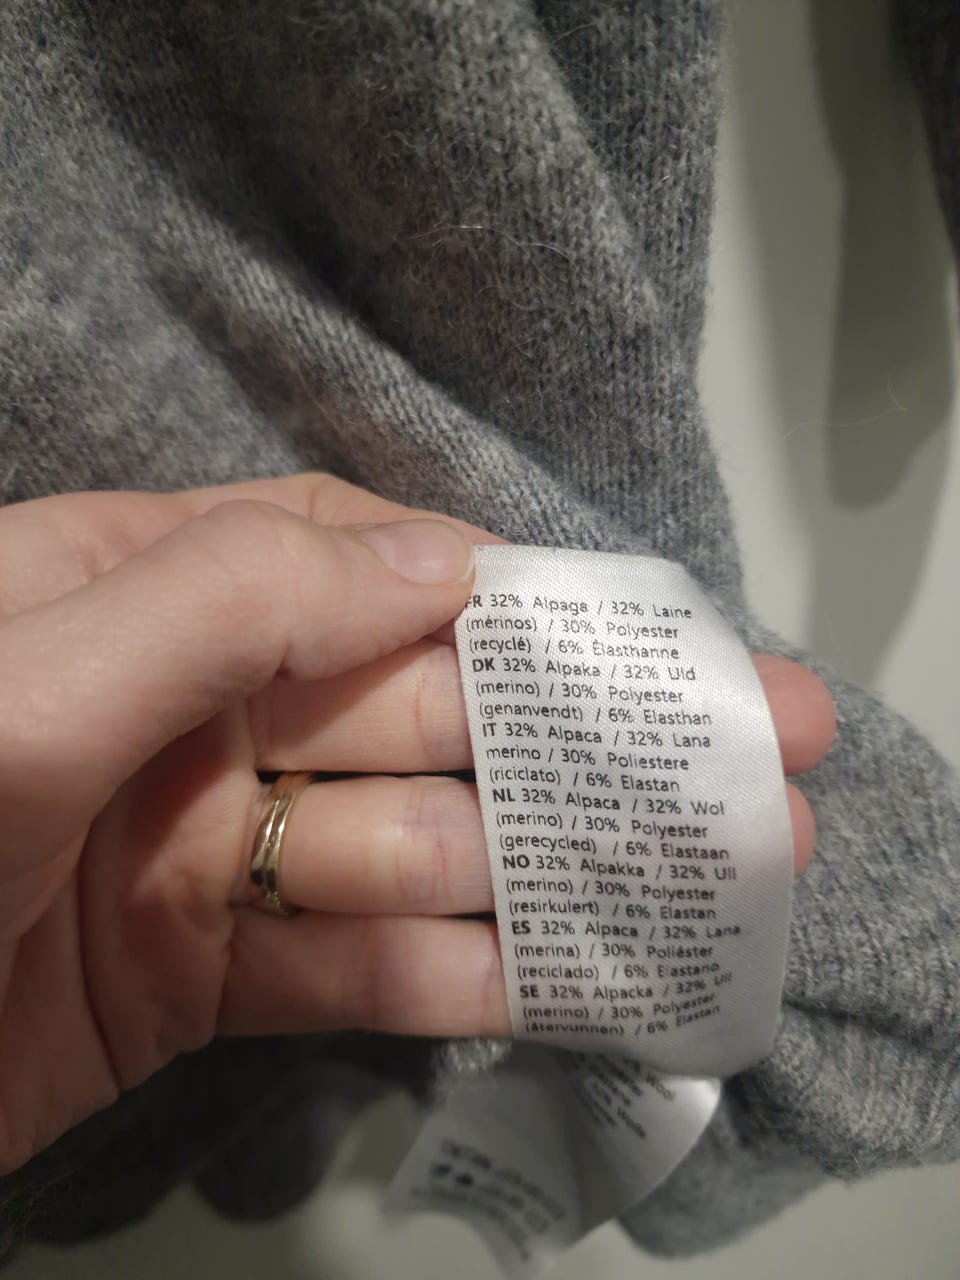 FR 32% Alpaga / 32% Laine
(mérinos) / 30% Polyester
(recyclé) / 6% Élasthanne
DK 32% Alpaka / 32% Uld
(merino) / 30% Polyester
(genanvendt) / 6% Elasthan
IT 32% Alpaca / 32% Lana
merino / 30% Poliestere
(riciclato) / 6% Elastan
NL 32% Alpaca / 32% Wol
(merino) / 30% Polyester
(gerecycled) / 6% Elastaan
NO 32% Alpakka / 32% Ull
(merino) / 30% Polyester
(resirkulert) / 6% Elastan
ES 32% Alpaca / 32% Lana
(merina) / 30% Poliéster
(reciclado) / 6% Elastano
SE 32% Alpacka / 32% Ull
(merino) / 30% Polyester
(återvunnen) / 6% Elastan
Wool